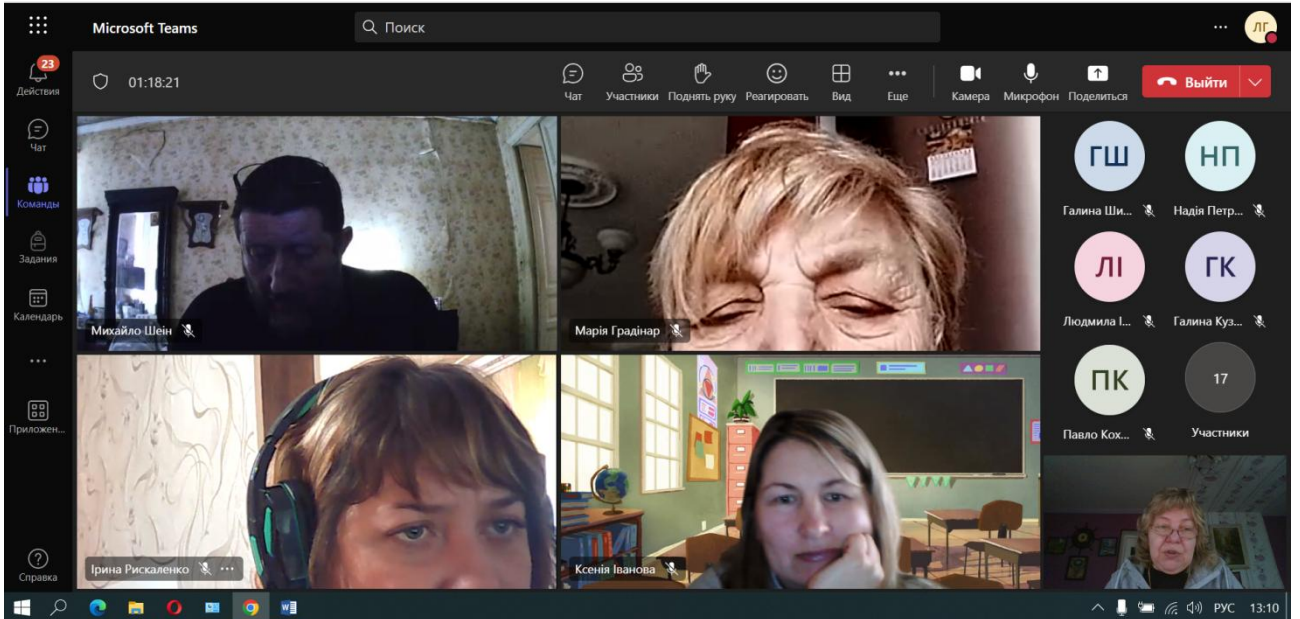 Microsoft Teams
Поиск
ЛГ
23
Действия
01:18:21
Чат
Участники
Поднять руку
Реагировать
Вид
Еще
Камера
Микрофон
Поделиться
Выйти
Чат
Команды
Задания
Календарь
Приложен...
Справка
Михайло Шеін
Марія Градінар
Ірина Рискаленко
Ксенія Іванова
ГШ
НП
Галина Ши...
Надія Петр...
ЛІ
ГК
Людмила І...
Галина Куз...
ПК
17
Павло Кох...
Участники
РУС
13:10